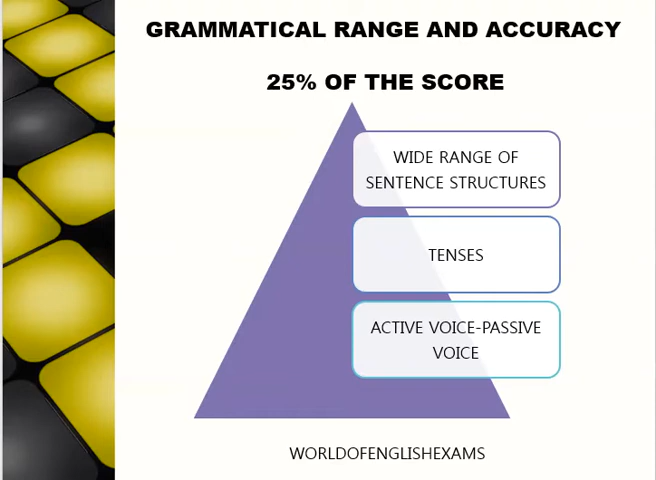 GRAMMATICAL RANGE AND ACCURACY
25% OF THE SCORE
WIDE RANGE OF
SENTENCE STRUCTURES
TENSES
ACTIVE VOICE-PASSIVE
VOICE
WORLDOFENGLISHEXAMS